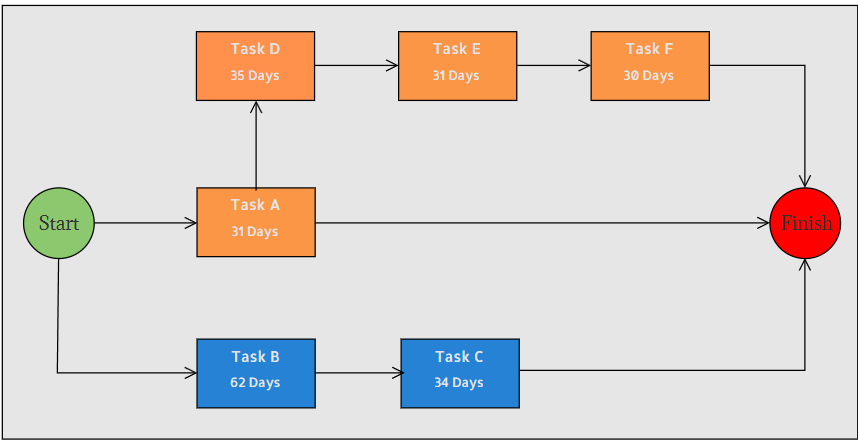 Task D
35 Days
Task E
31 Days
Task F
30 Days
Start
Task A
31 Days
Finish
Task B
62 Days
Task C
34 Days